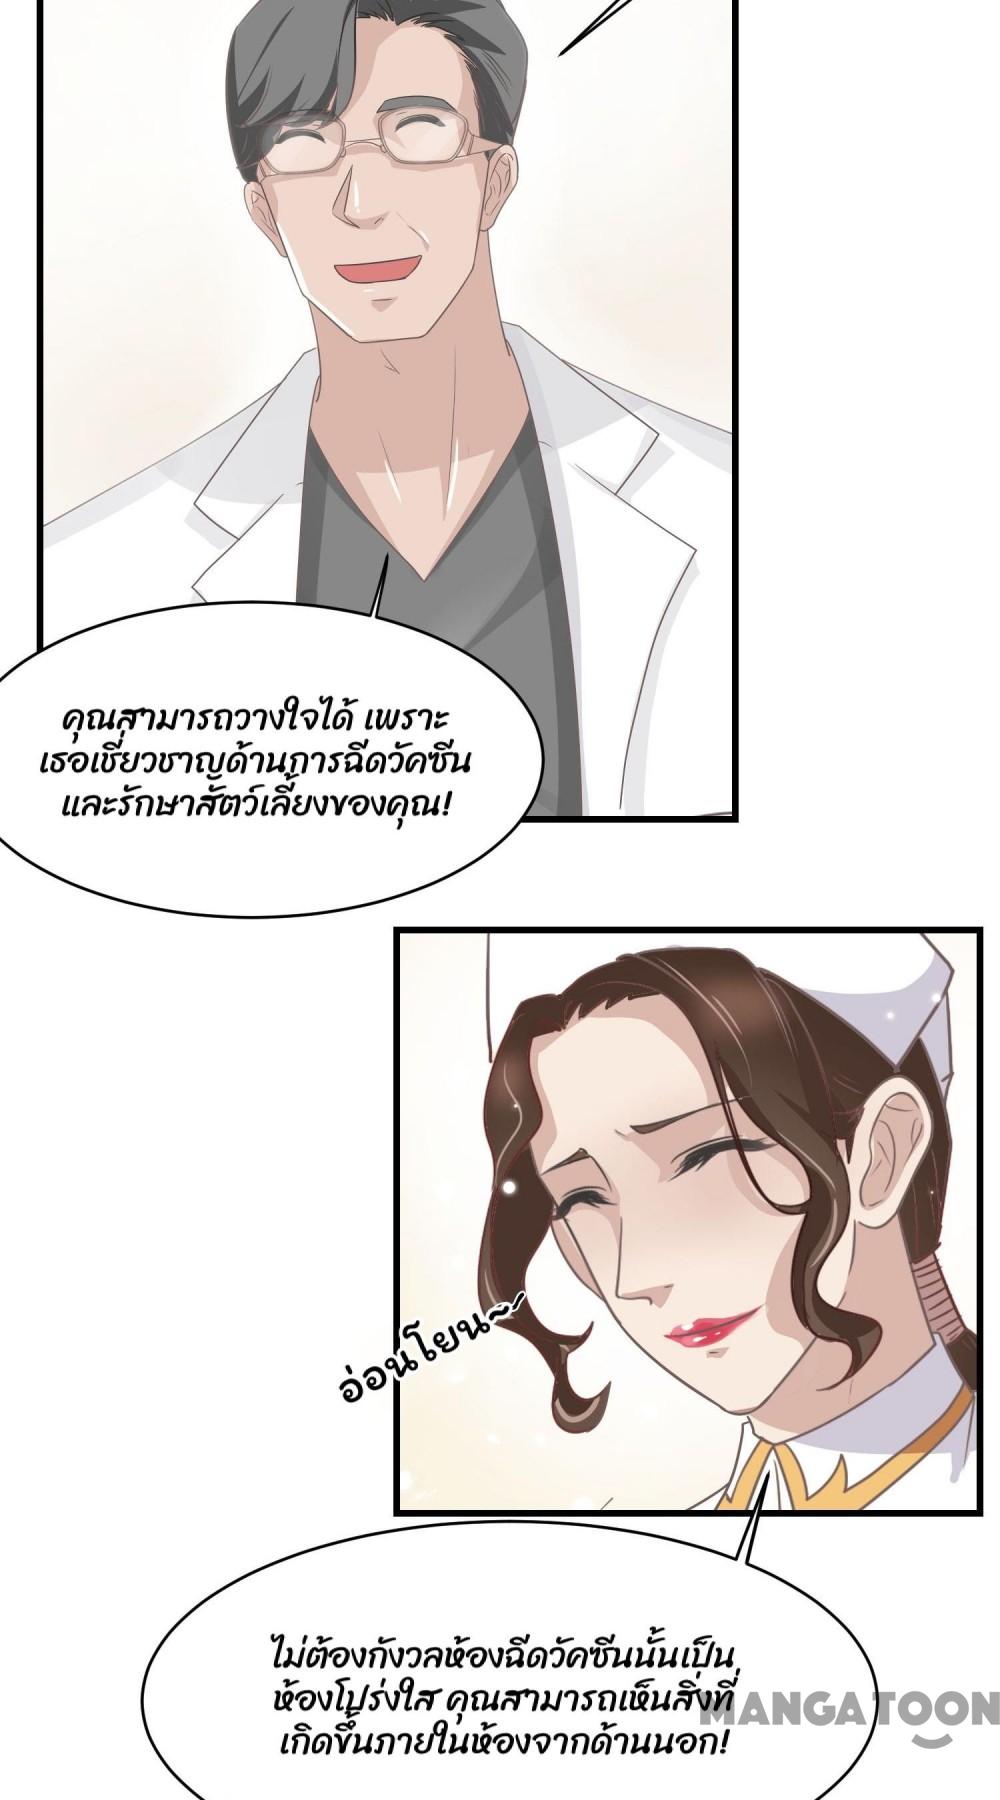 คุณสามารถวางใจได้ เพราะ
เธอเชี่ยวชาญด้านการฉีดวัคซีน
และรักษาสัตว์เลี้ยงของคุณ!
อ่อนโยน~
ไม่ต้องกังวลห้องฉีดวัคซีนนั้นเป็น
ห้องโปร่งใส คุณสามารถเห็นสิ่งที่
เกิดขึ้นภายในห้องจากด้านนอก!
MANGATOON